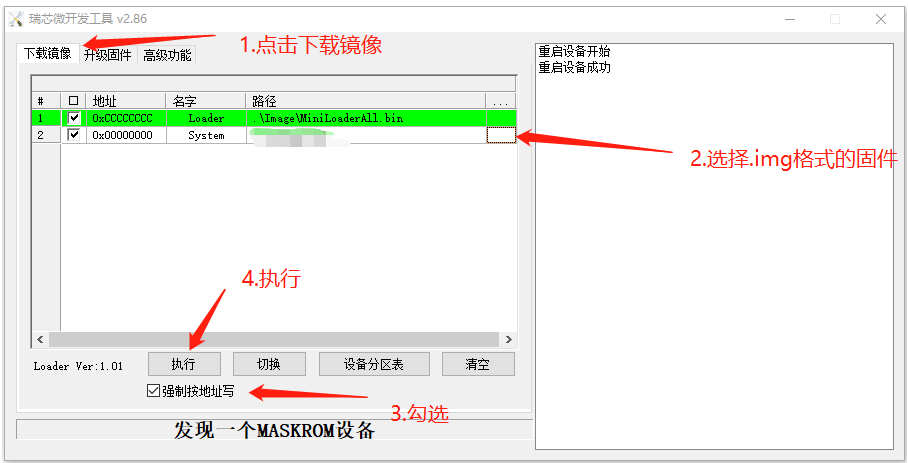 瑞芯微开发工具 v2.86
1.点击下载镜像
下载镜像 升级固件 高级功能
重启设备开始
重启设备成功
# 地址 名字 路径 ...
1 0xCCCCCCCC Loader .\Image\MiniLoaderAll.bin
2 0x00000000 System
2.选择.img格式的固件
4.执行
Loader Ver:1.01 执行 切换 设备分区表 清空
强制按地址写
3.勾选
发现一个MASKROM设备